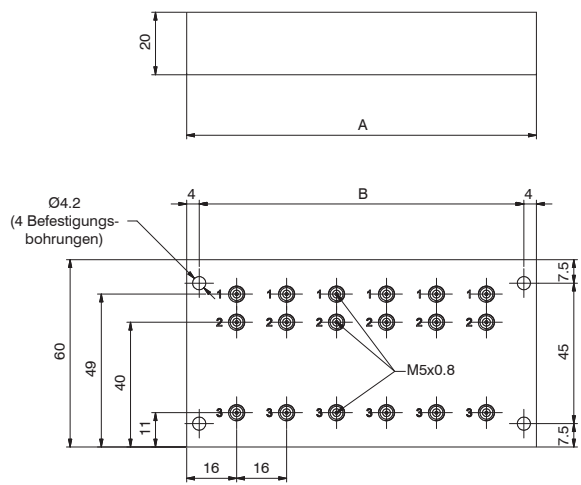 20
A
4
B
4
Ø4.2
(4 Befestigungs-
bohrungen)
7.5
1 1 1 1 1 1
2 2 2 2 2 2
60
49
40
M5x0.8
45
11
3 3 3 3 3 3
7.5
16
16